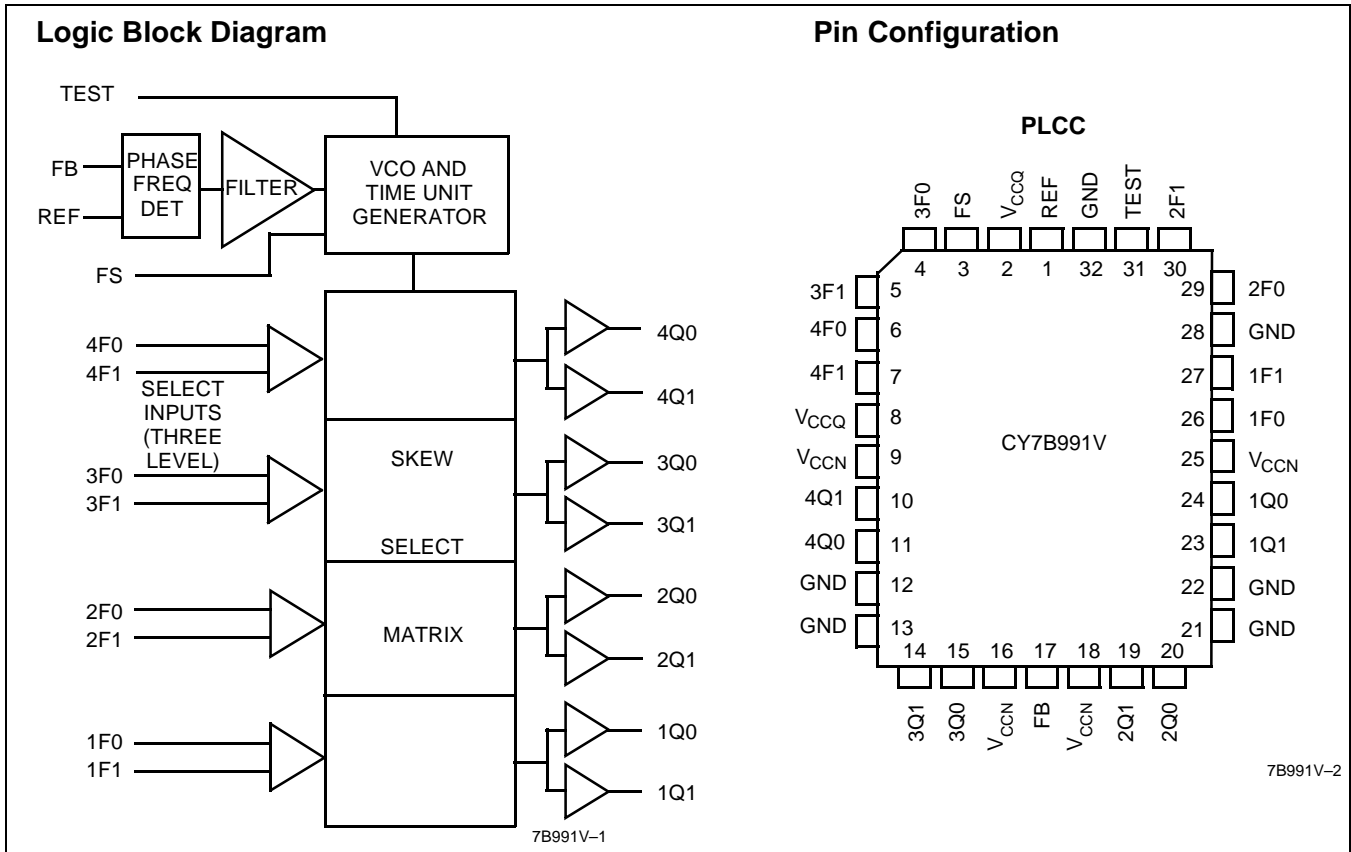 Logic Block Diagram
TEST
FB
REF
PHASE
FREQ
DET
FILTER
VCO AND
TIME UNIT
GENERATOR
FS
4F0
4F1
SELECT
INPUTS
(THREE
LEVEL)
3F0
3F1
2F0
2F1
1F0
1F1
SKEW
SELECT
MATRIX
4Q0
4Q1
3Q0
3Q1
2Q0
2Q1
1Q0
1Q1
7B991V–1
Pin Configuration
PLCC
3F0 FS VCCQ REF GND TEST 2F1
4 3 2 1 32 31 30
3F1 5
4F0 6
4F1 7
VCCQ 8
VCCN 9
4Q1 10
4Q0 11
GND 12
GND 13
CY7B991V
29 2F0
28 GND
27 1F1
26 1F0
25 VCCN
24 1Q0
23 1Q1
22 GND
21 GND
14 15 16 17 18 19 20
3Q1 3Q0 VCCN FB VCCN 2Q1 2Q0
7B991V–2